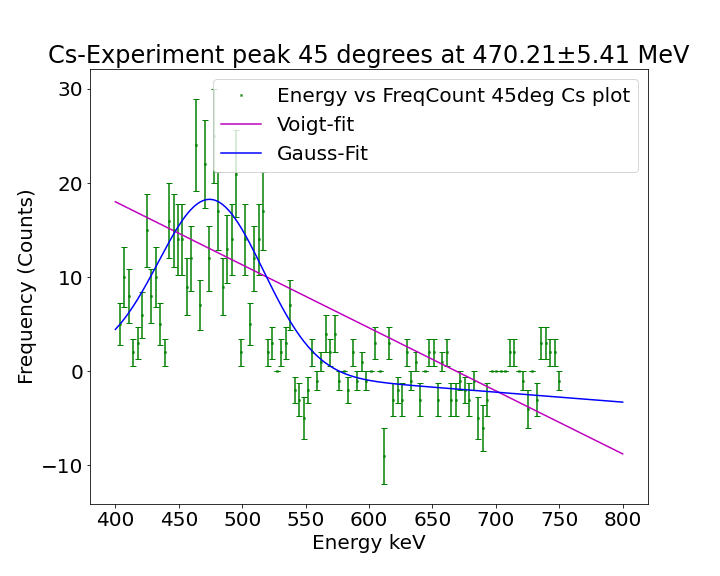 Cs-Experiment peak 45 degrees at 470.21±5.41 MeV
Energy vs FreqCount 45deg Cs plot
Voigt-fit
Gauss-Fit
Frequency (Counts)
30
20
10
0
−10
400 450 500 550 600 650 700 750 800
Energy keV